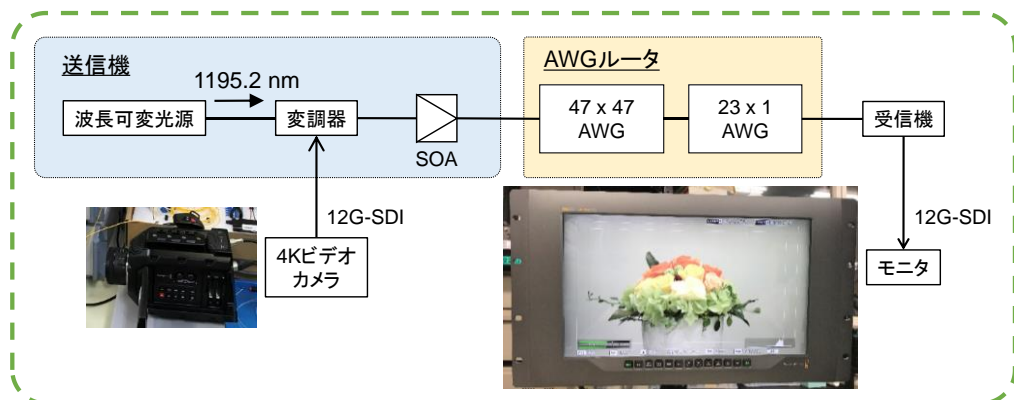 送信機
1195.2 nm
波長可変光源
変調器
SOA
AWGルータ
47 x 47
AWG
23 x 1
AWG
受信機
12G-SDI
4Kビデオ
カメラ
12G-SDI
モニタ